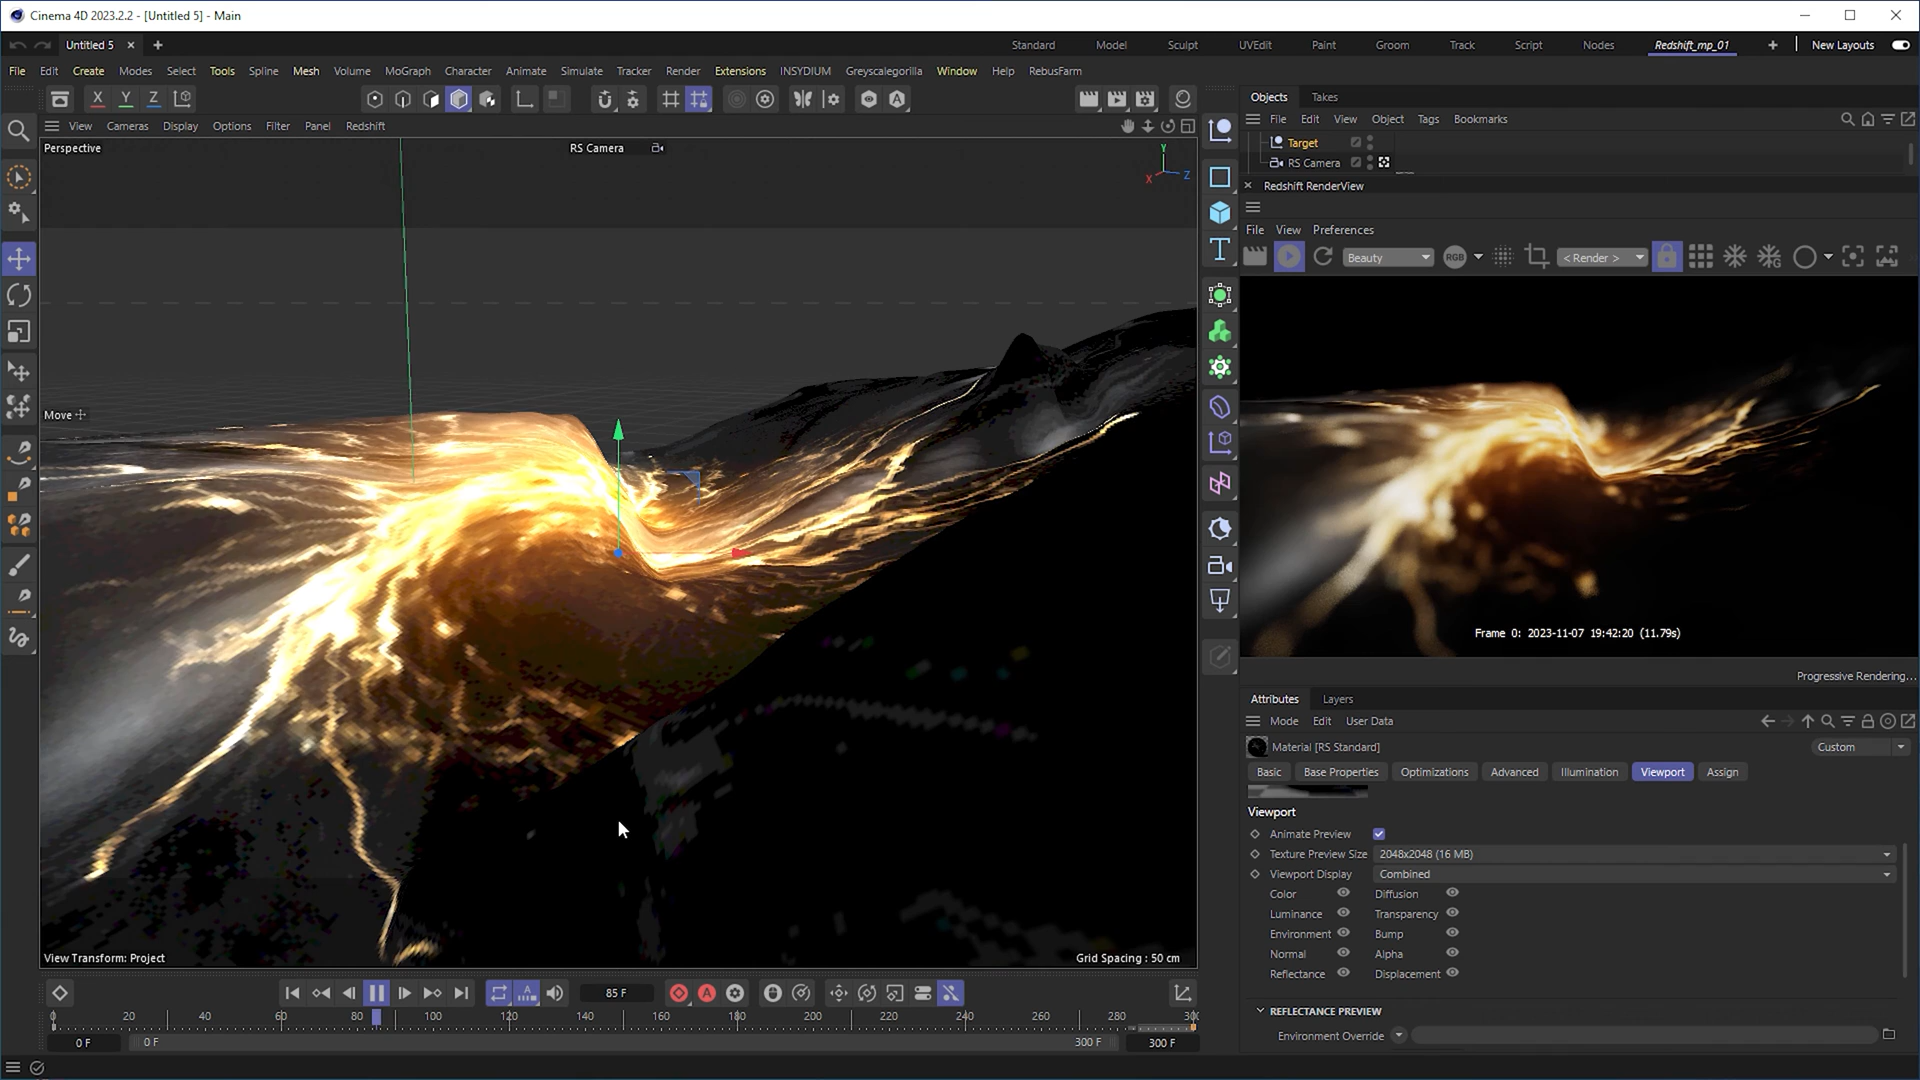 Cinema 4D 2023.2.2 - [Untitled 5] - Main
Untitled 5
Standard Model Sculpt UVEdit Paint Groom Track Script Nodes Redshift_mp_01 New Layouts
File Edit Create Modes Select Tools Spline Mesh Volume MoGraph Character Animate Simulate Tracker Render Extensions INSYDIUM Greyscalegorilla Window Help RebusFarm
X Y Z
View Cameras Display Options Filter Panel Redshift
Perspective
RS Camera
Y
X Z
Move
View Transform: Project
Grid Spacing : 50 cm
Objects Takes
File Edit View Object Tags Bookmarks
Target
RS Camera
Redshift RenderView
File View Preferences
Beauty RGB < Render >
Frame 0: 2023-11-07 19:42:20 (11.79s)
Progressive Rendering...
Attributes Layers
Mode Edit User Data
Material [RS Standard]
Custom
Basic Base Properties Optimizations Advanced Illumination Viewport Assign
Viewport
Animate Preview
Texture Preview Size 2048x2048 (16 MB)
Viewport Display Combined
Color Diffusion
Luminance Transparency
Environment Bump
Normal Alpha
Reflectance Displacement
REFLECTANCE PREVIEW
Environment Override
85 F
0 20 40 60 80 100 120 140 160 180 200 220 240 260 280
0 F 0 F 300 F 300 F